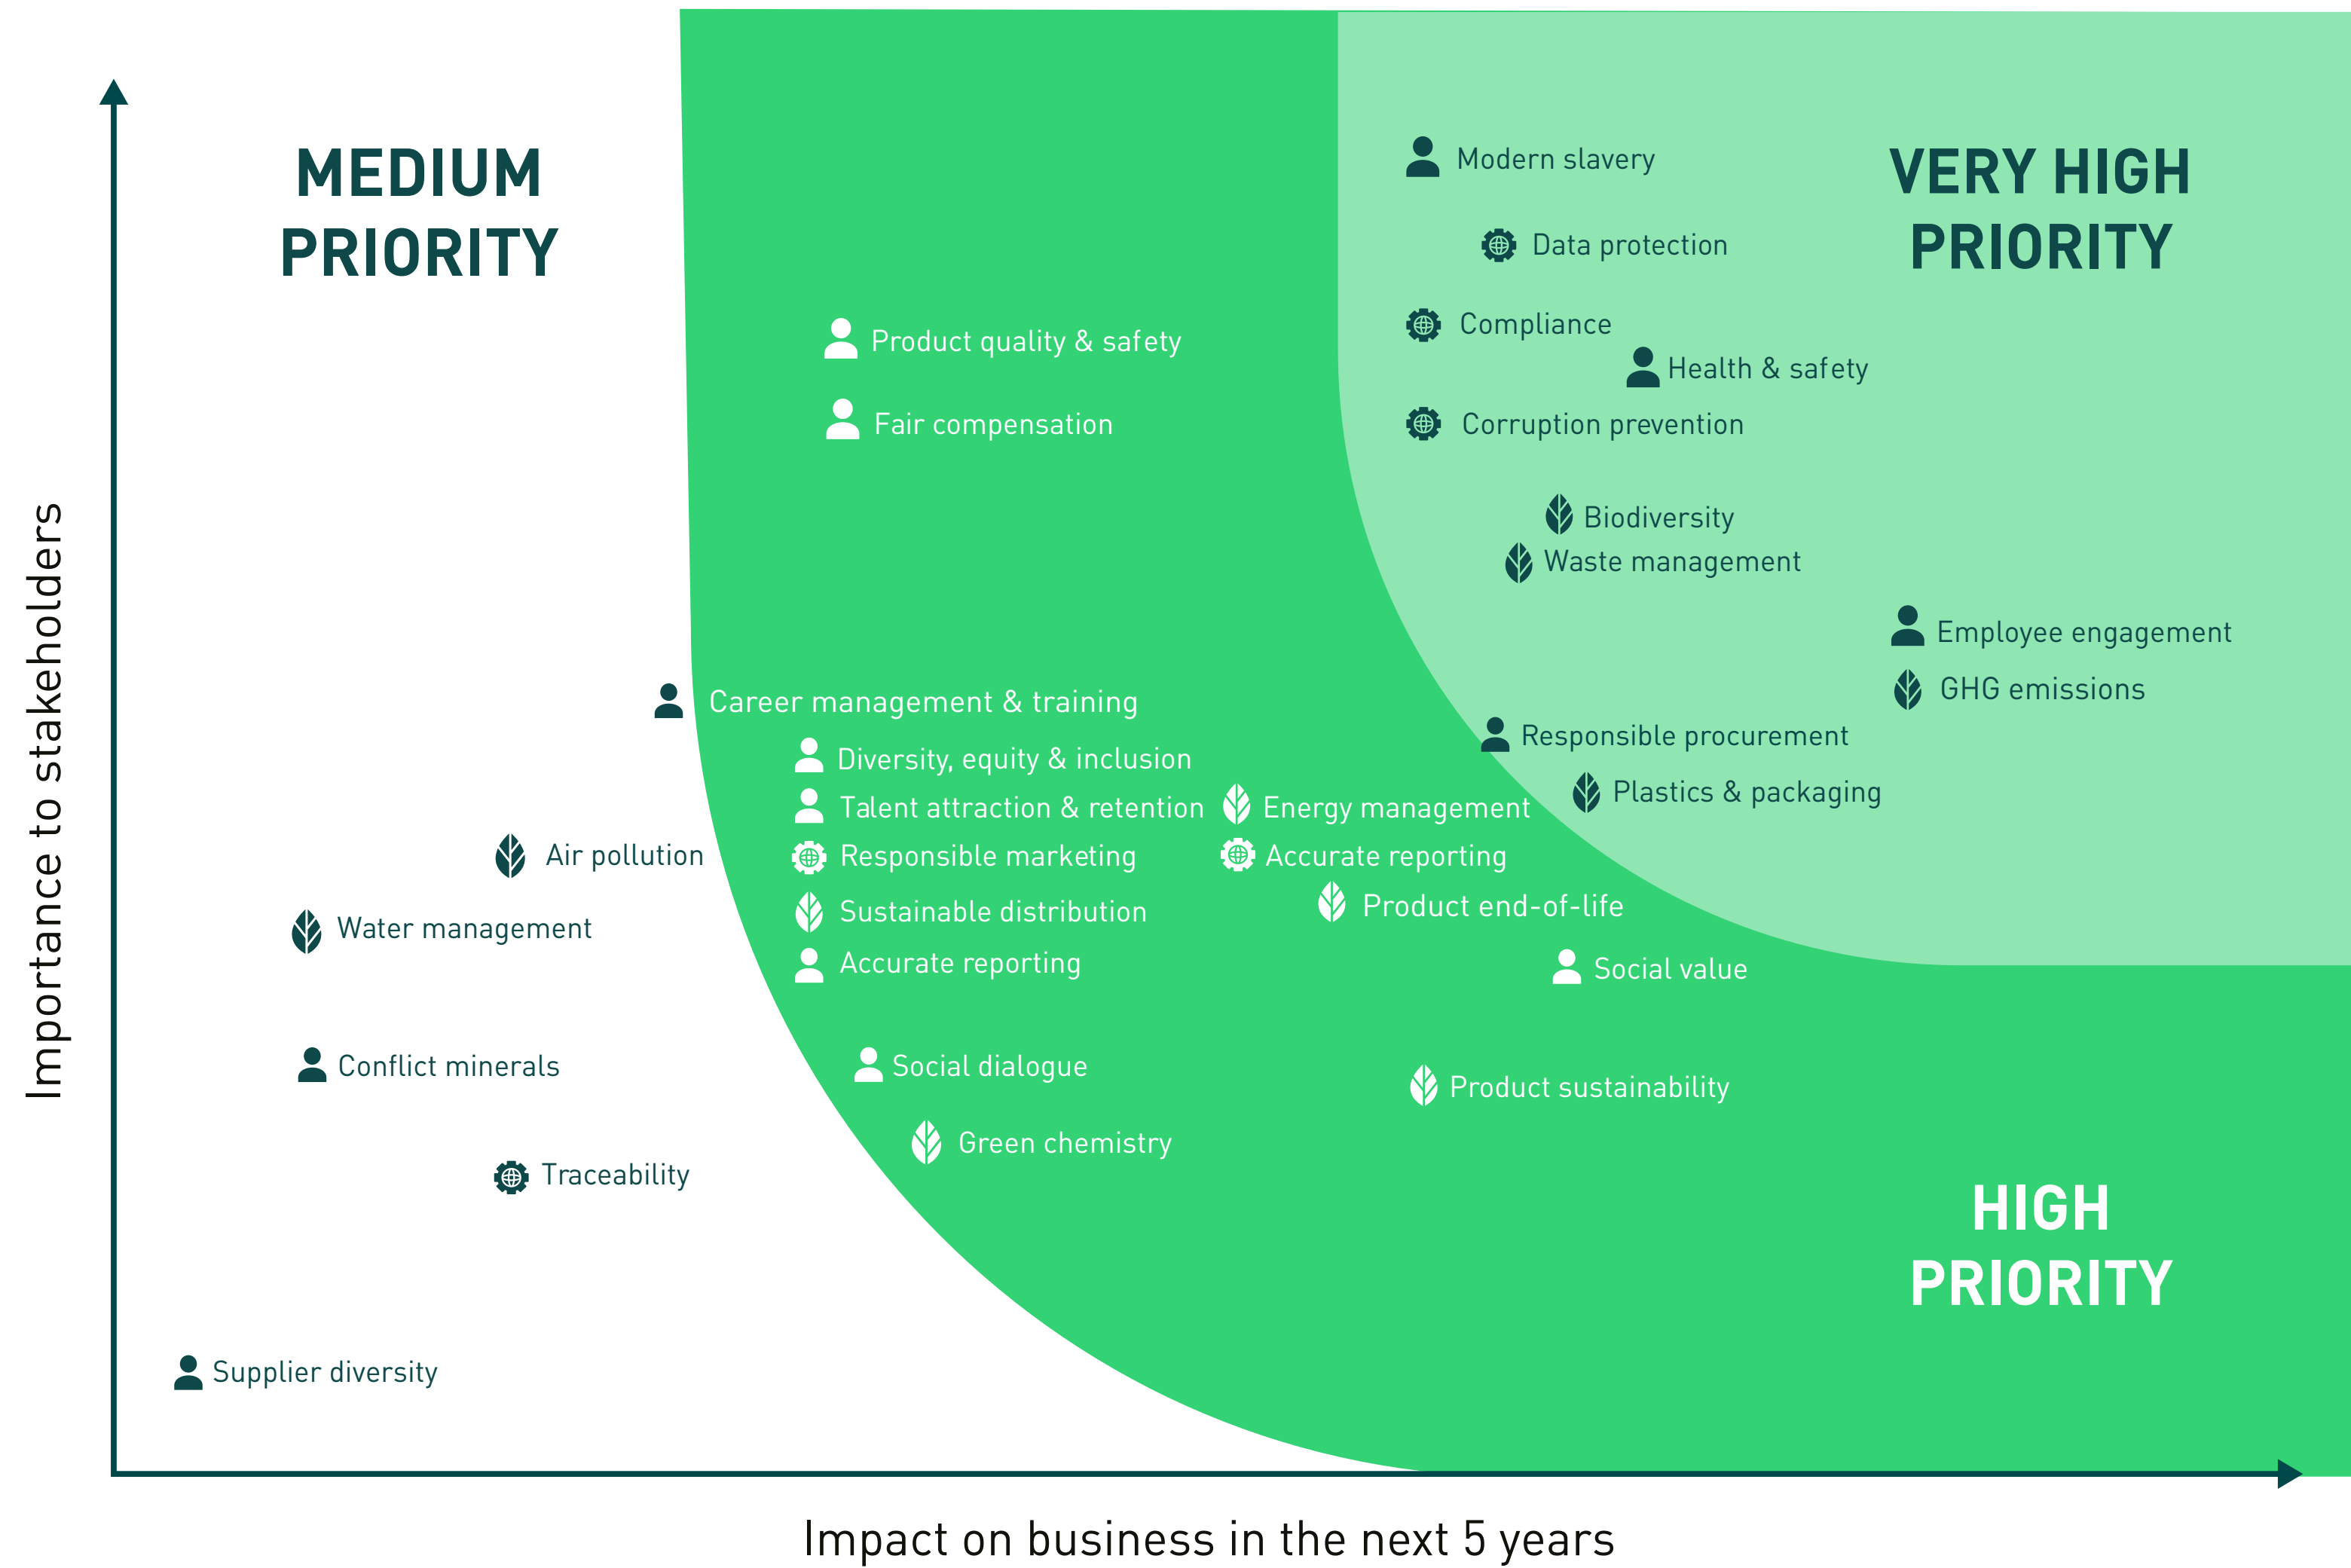 MEDIUM
PRIORITY
VERY HIGH
PRIORITY
Modern slavery
Data protection
Compliance
Product quality & safety
Health & safety
Fair compensation
Corruption prevention
Biodiversity
Waste management
Employee engagement
GHG emissions
Career management & training
Responsible procurement
Diversity, equity & inclusion
Plastics & packaging
Talent attraction & retention
Energy management
Air pollution
Responsible marketing
Accurate reporting
Product end-of-life
Sustainable distribution
Water management
Accurate reporting
Social value
Conflict minerals
Social dialogue
Product sustainability
Green chemistry
Traceability
HIGH
PRIORITY
Supplier diversity
Importance to stakeholders
Impact on business in the next 5 years